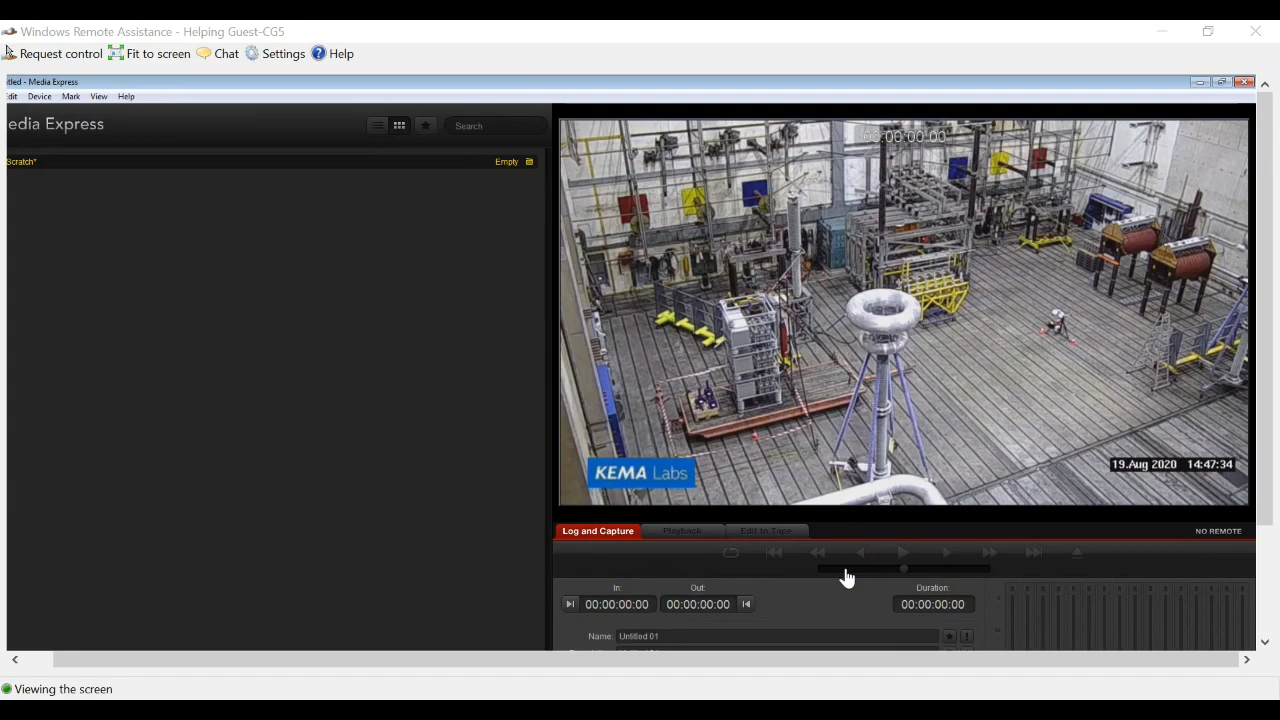 Windows Remote Assistance - Helping Guest-CG5
Request control Fit to screen Chat Settings Help
itled - Media Express
Edit Device Mark View Help
edia Express
Search
Scratch*
Empty
00:00:00:00
KEMA Labs
19.Aug 2020 14:47:34
Log and Capture Playback Edit to Tape
NO REMOTE
In: Out: Duration:
00:00:00:00 00:00:00:00 00:00:00:00
Name: Untitled 01
Viewing the screen